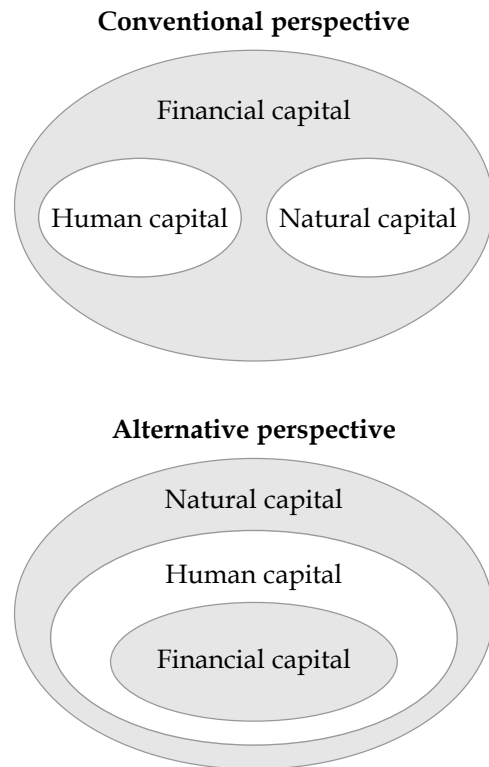 Conventional perspective
Financial capital
Human capital
Natural capital
Alternative perspective
Natural capital
Human capital
Financial capital